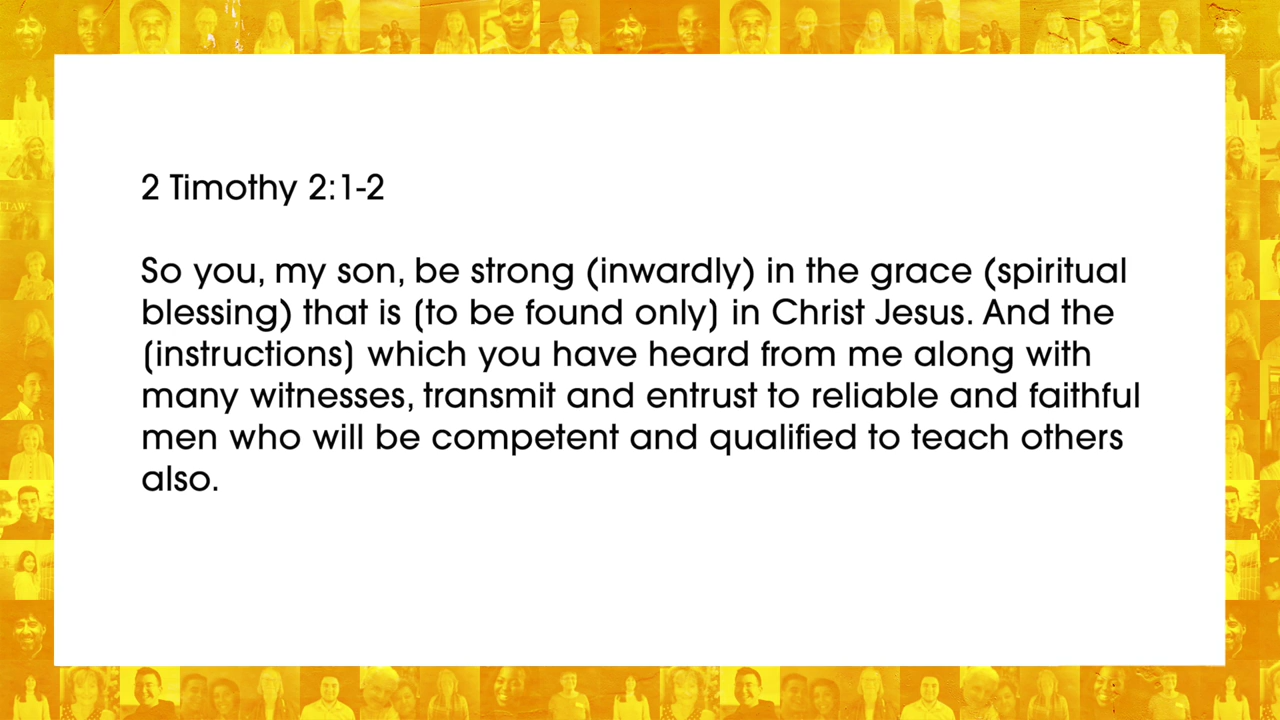 2 Timothy 2:1-2
So you, my son, be strong (inwardly) in the grace (spiritual
blessing) that is (to be found only) in Christ Jesus. And the
(instructions) which you have heard from me along with
many witnesses, transmit and entrust to reliable and faithful
men who will be competent and qualified to teach others
also.